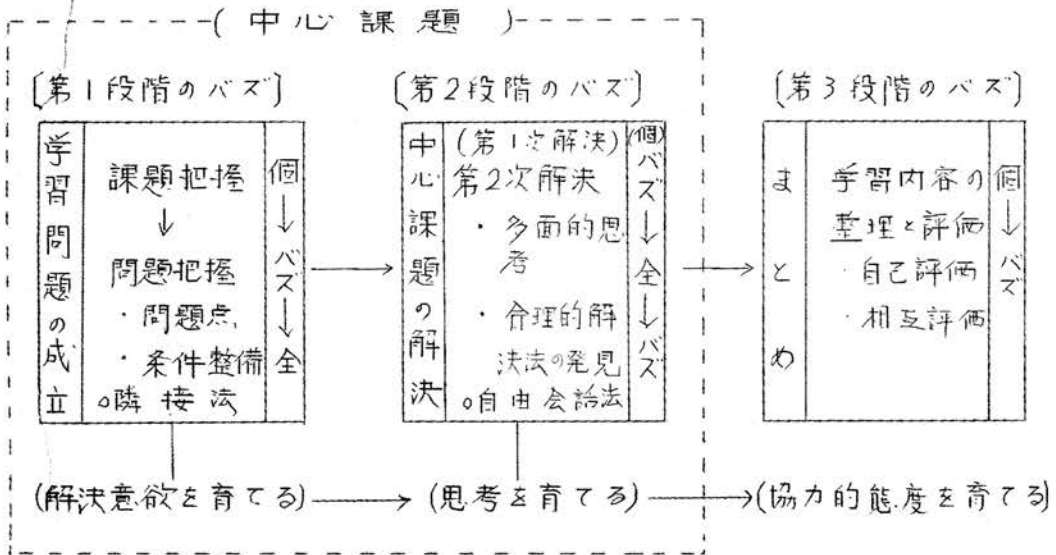 (中心課題)
〔第1段階のバズ〕
学習問題の成立
課題把握
↓
問題把握
・問題点
・条件整備
○隣接法
個→バズ→全
〔第2段階のバズ〕
中心課題の解決
(第1次解決)
第2次解決
・多面的思
考
・合理的解
決法の発見
○自由会話法
(個)バズ→全→バズ
〔第3段階のバズ〕
まとめ
学習内容の
整理と評価
・自己評価
・相互評価
個→バズ
(解決意欲を育てる)→(思考を育てる)→(協力的態度を育てる)